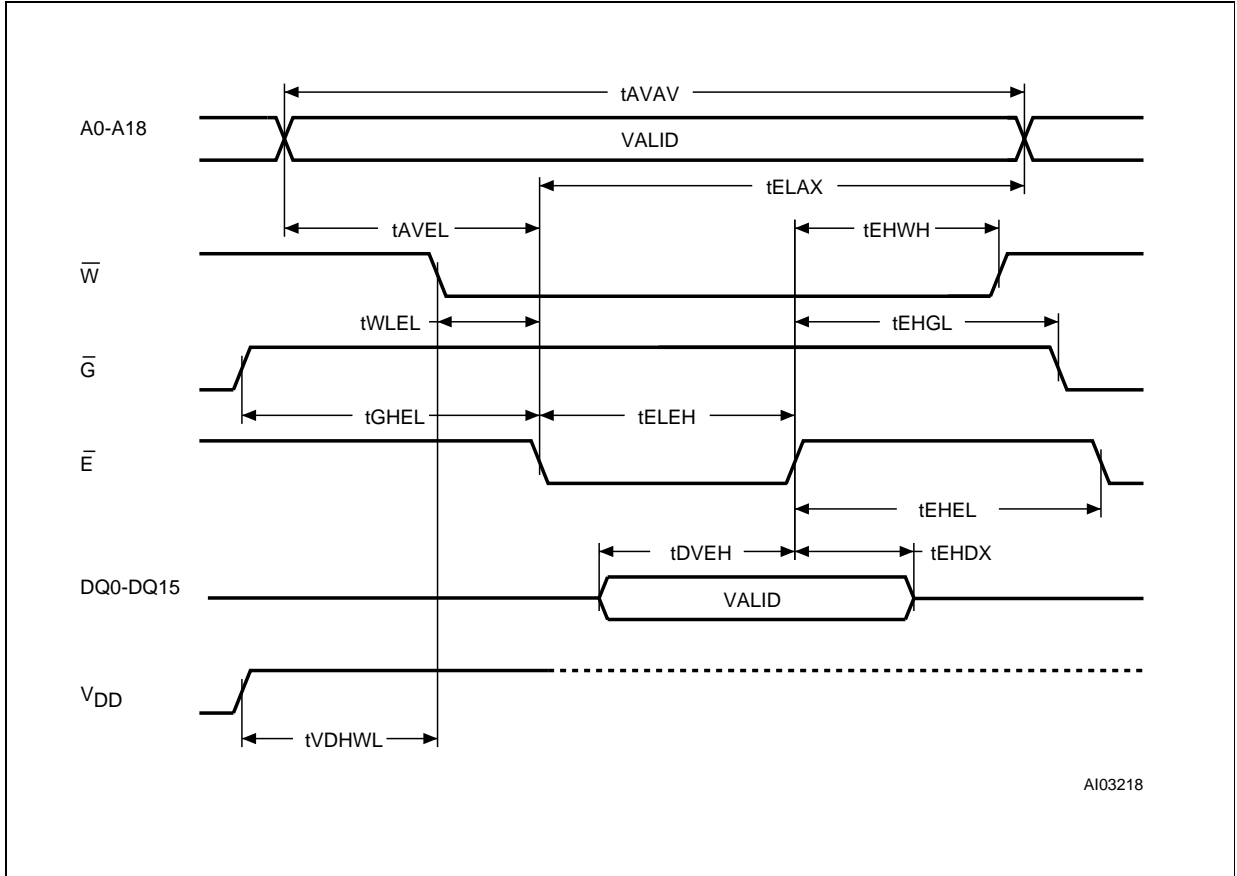 tAVAV
A0-A18
VALID
tELAX
tAVEL
tEHWH
W̅
tWLEL
tEHGL
G̅
tGHEL
tELEH
E̅
tEHEL
tDVEH
tEHDX
DQ0-DQ15
VALID
VDD
tVDHWL
AI03218